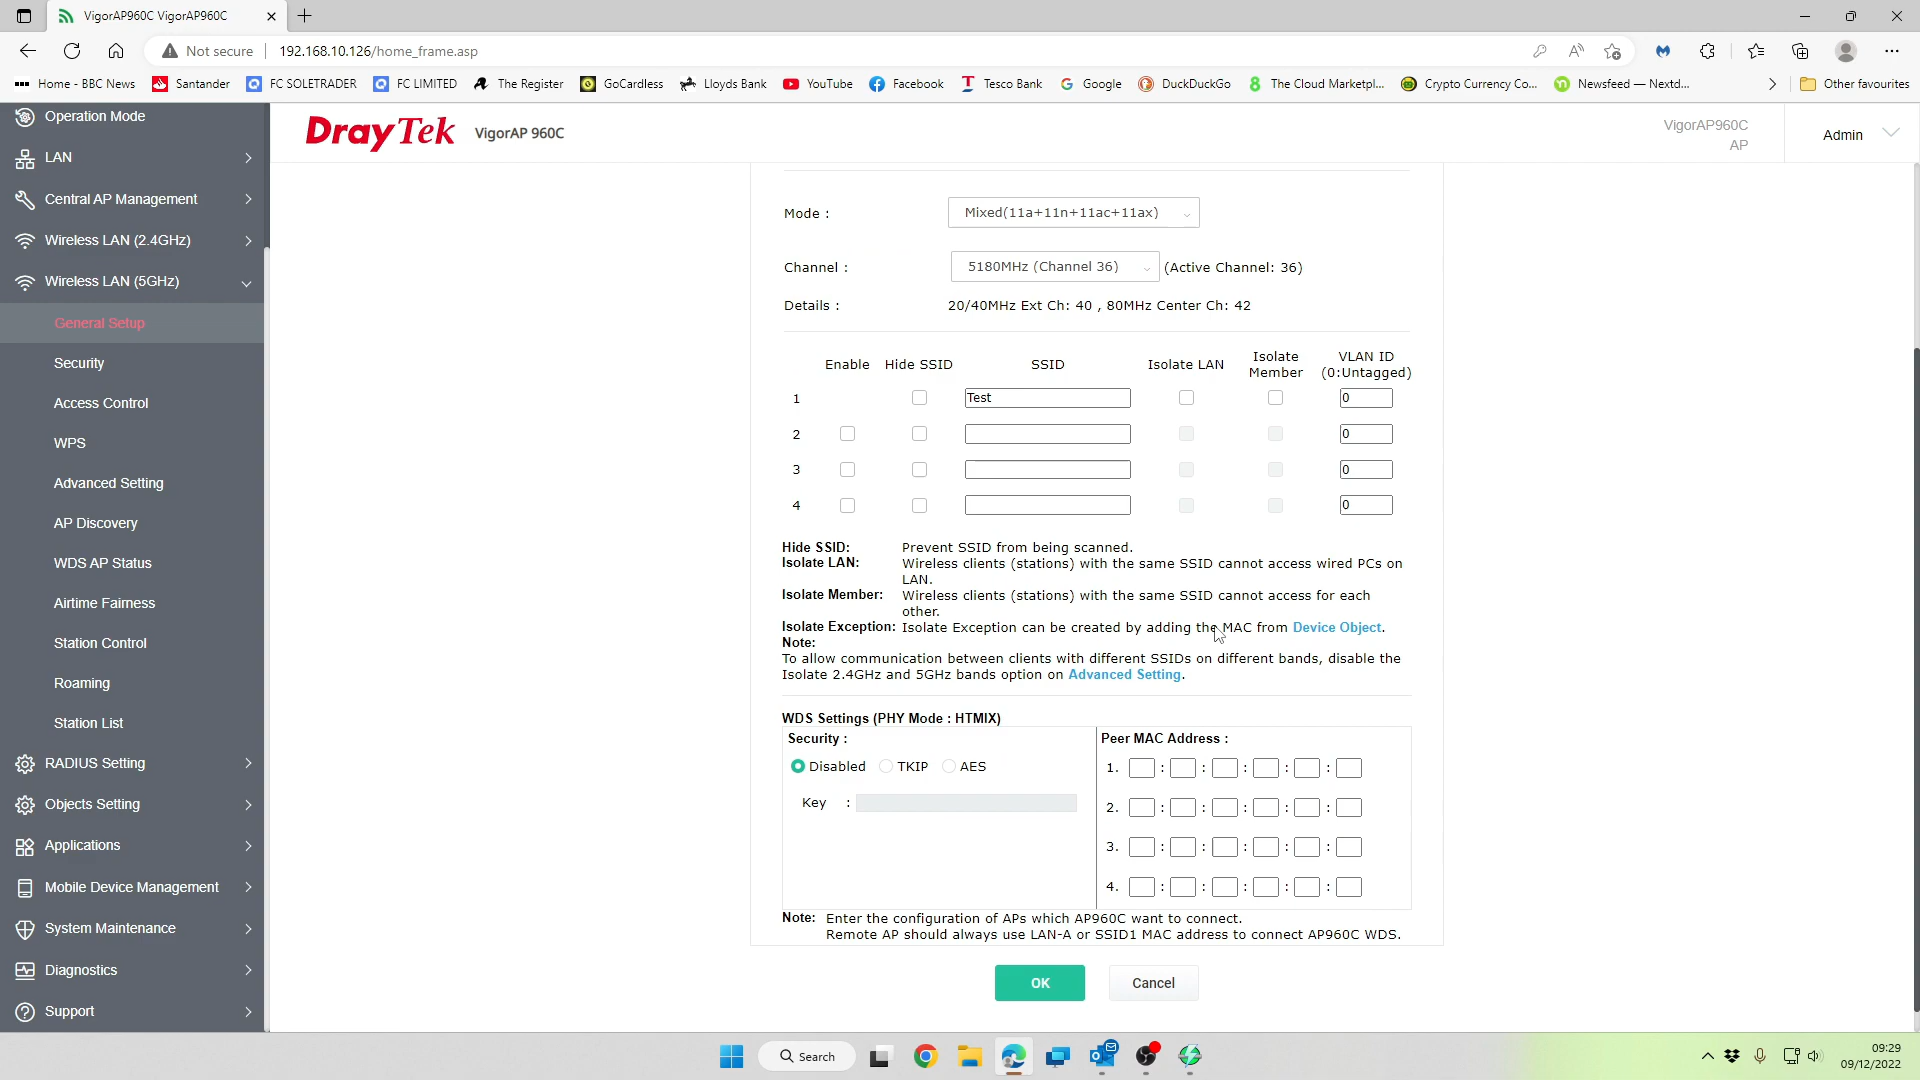 VigorAP960C VigorAP960C
Not secure
192.168.10.126/home_frame.asp
Home - BBC News
Santander
FC SOLETRADER
FC LIMITED
The Register
GoCardless
Lloyds Bank
YouTube
Facebook
Tesco Bank
Google
DuckDuckGo
The Cloud Marketpl...
Crypto Currency Co...
Newsfeed — Nextd...
Other favourites
DrayTek
VigorAP 960C
VigorAP960C
AP
Admin
Operation Mode
LAN
Central AP Management
Wireless LAN (2.4GHz)
Wireless LAN (5GHz)
General Setup
Security
Access Control
WPS
Advanced Setting
AP Discovery
WDS AP Status
Airtime Fairness
Station Control
Roaming
Station List
RADIUS Setting
Objects Setting
Applications
Mobile Device Management
System Maintenance
Diagnostics
Support
Mode : Mixed(11a+11n+11ac+11ax)
Channel : 5180MHz (Channel 36) (Active Channel: 36)
Details : 20/40MHz Ext Ch: 40 , 80MHz Center Ch: 42
Enable Hide SSID SSID Isolate LAN Isolate Member VLAN ID (0:Untagged)
1 Test 0
2 0
3 0
4 0
Hide SSID: Prevent SSID from being scanned.
Isolate LAN: Wireless clients (stations) with the same SSID cannot access wired PCs on
LAN.
Isolate Member: Wireless clients (stations) with the same SSID cannot access for each
other.
Isolate Exception: Isolate Exception can be created by adding the MAC from Device Object.
Note:
To allow communication between clients with different SSIDs on different bands, disable the
Isolate 2.4GHz and 5GHz bands option on Advanced Setting.
WDS Settings (PHY Mode : HTMIX)
Security :
Disabled TKIP AES
Key :
Peer MAC Address :
1. : : : : :
2. : : : : :
3. : : : : :
4. : : : : :
Note: Enter the configuration of APs which AP960C want to connect.
Remote AP should always use LAN-A or SSID1 MAC address to connect AP960C WDS.
OK
Cancel
Search
09:29
09/12/2022